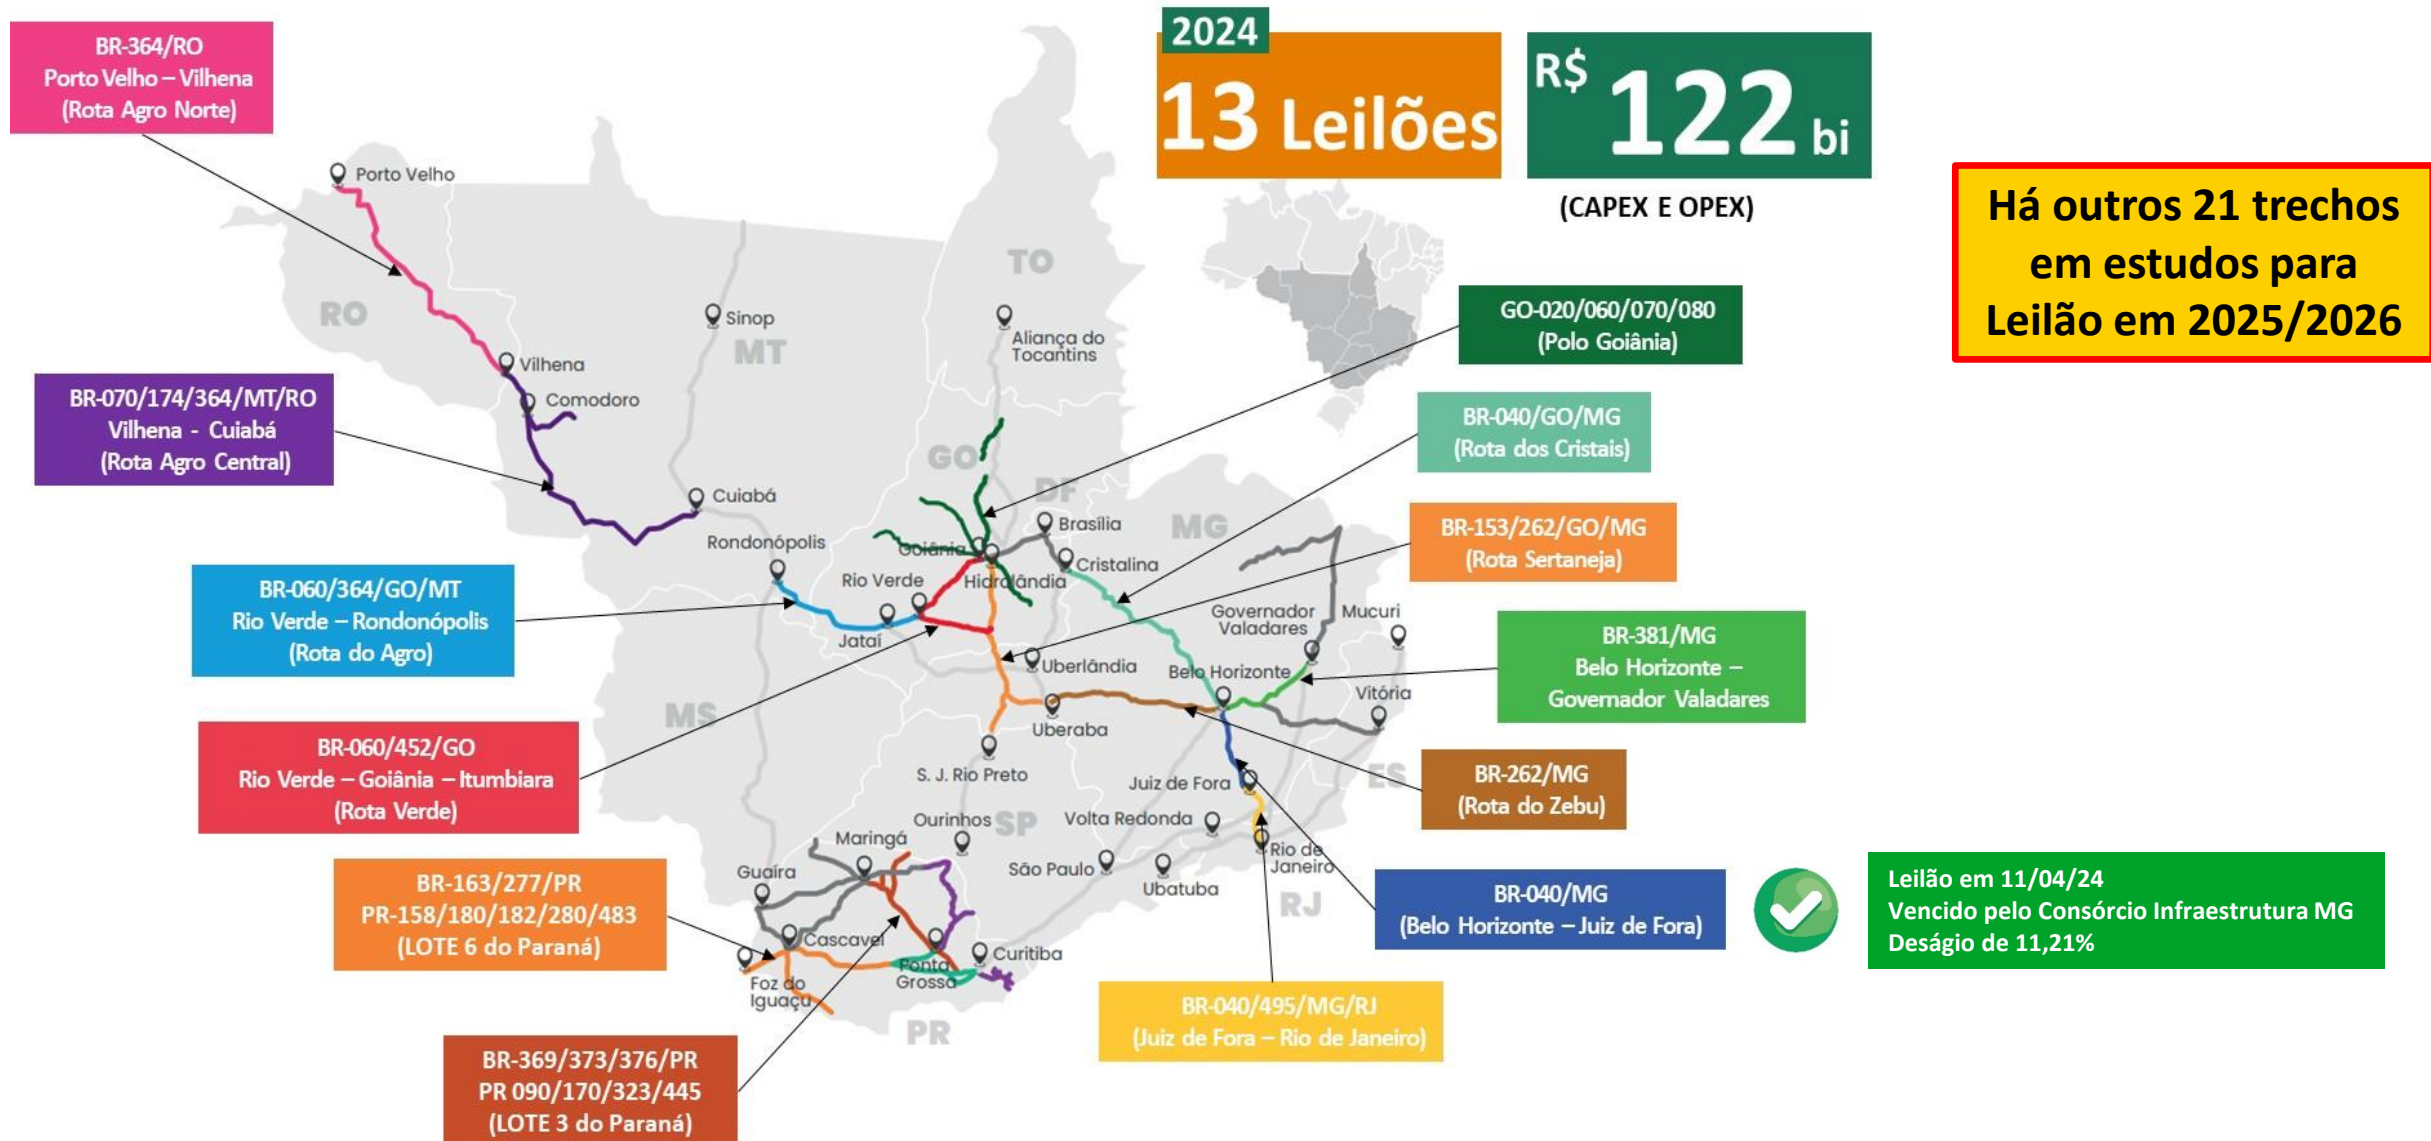 BR-364/RO
Porto Velho – Vilhena
(Rota Agro Norte)
2024
13 Leilões
R$ 122 bi
(CAPEX E OPEX)
Há outros 21 trechos
em estudos para
Leilão em 2025/2026
Porto Velho
RO
Sinop
MT
TO
Aliança do
Tocantins
GO-020/060/070/080
(Polo Goiânia)
Vilhena
Comodoro
BR-070/174/364/MT/RO
Vilhena - Cuiabá
(Rota Agro Central)
BR-040/GO/MG
(Rota dos Cristais)
GO
DF
MG
Cuiabá
Brasília
Rondonópolis
Goiânia
Cristalina
BR-153/262/GO/MG
(Rota Sertaneja)
Rio Verde
Hidrolândia
BR-060/364/GO/MT
Rio Verde – Rondonópolis
(Rota do Agro)
Jataí
Governador
Valadares
Mucuri
BR-381/MG
Belo Horizonte –
Governador Valadares
Uberlândia
Belo Horizonte
Vitória
MS
Uberaba
BR-060/452/GO
Rio Verde – Goiânia – Itumbiara
(Rota Verde)
S. J. Rio Preto
Juiz de Fora
ES
BR-262/MG
(Rota do Zebu)
Maringá
Ourinhos
SP
Volta Redonda
Rio de
Janeiro
São Paulo
Ubatuba
RJ
Guaíra
BR-163/277/PR
PR-158/180/182/280/483
(LOTE 6 do Paraná)
BR-040/MG
(Belo Horizonte – Juiz de Fora)
Leilão em 11/04/24
Vencido pelo Consórcio Infraestrutura MG
Deságio de 11,21%
Cascavel
Curitiba
Ponta
Grossa
Foz do
Iguaçu
PR
BR-040/495/MG/RJ
(Juiz de Fora – Rio de Janeiro)
BR-369/373/376/PR
PR 090/170/323/445
(LOTE 3 do Paraná)